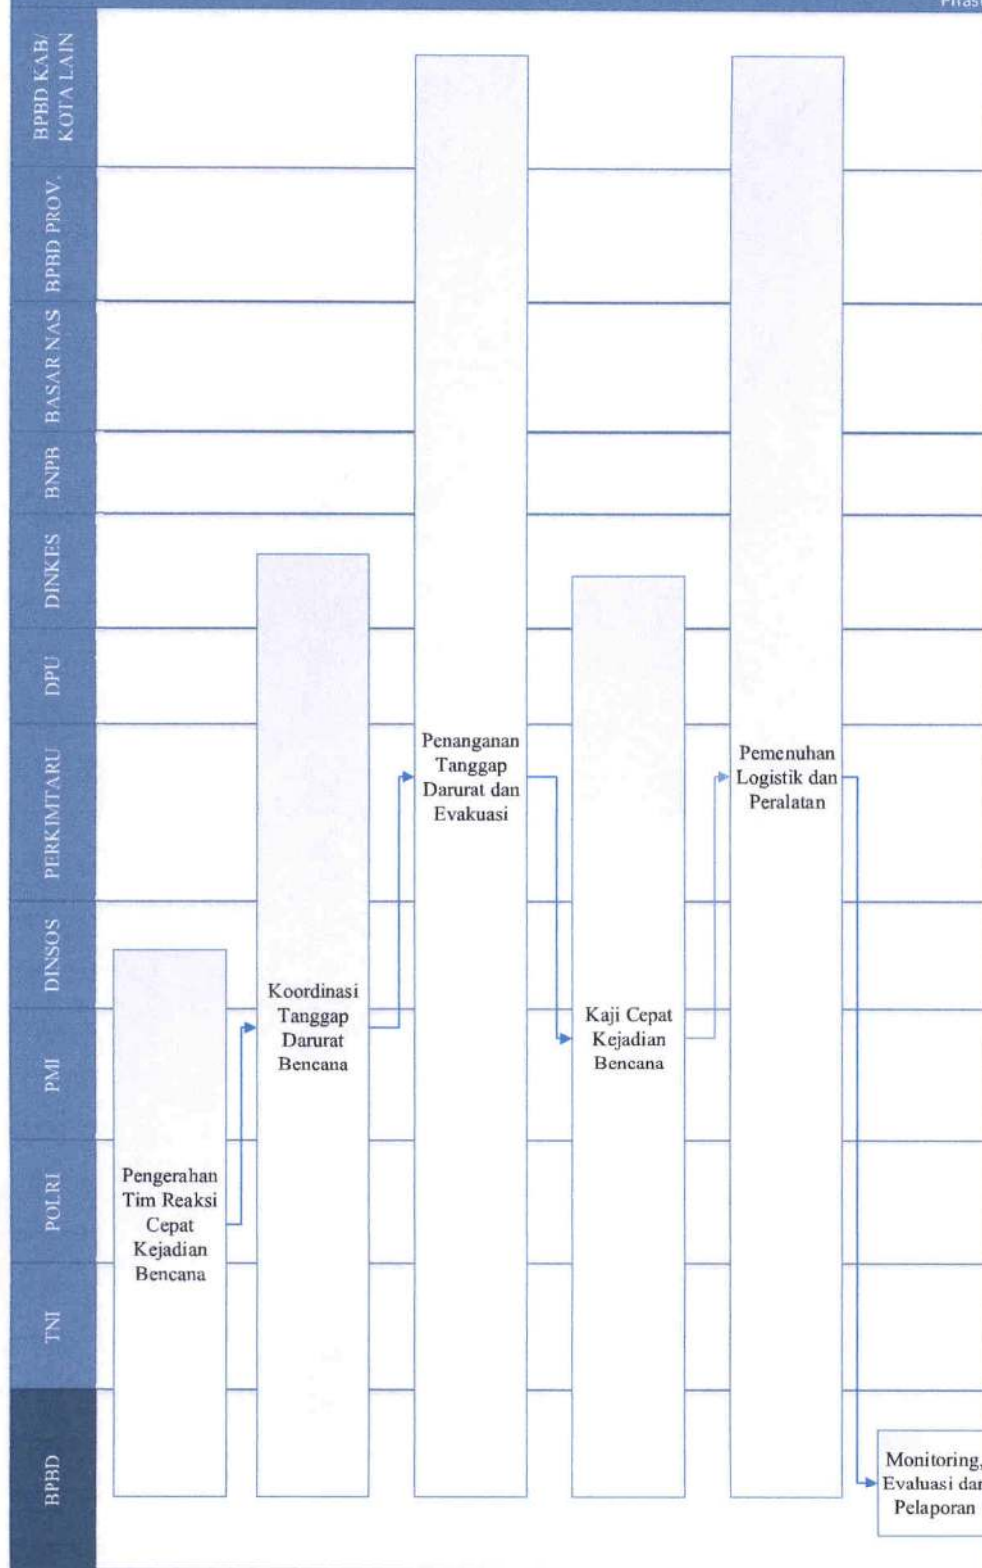 BPBD KAB/
KOTA LAIN
BPBD PROV.
BASAR NAS
BNPB
DINKES
DPU
PERKIMTARU
DINSOS
PMI
POLRI
TNI
BPBD
Pengerahan
Tim Reaksi
Cepat
Kejadian
Bencana
Koordinasi
Tanggap
Darurat
Bencana
Penanganan
Tanggap
Darurat dan
Evakuasi
Kaji Cepat
Kejadian
Bencana
Pemenuhan
Logistik dan
Peralatan
Monitoring,
Evaluasi dan
Pelaporan